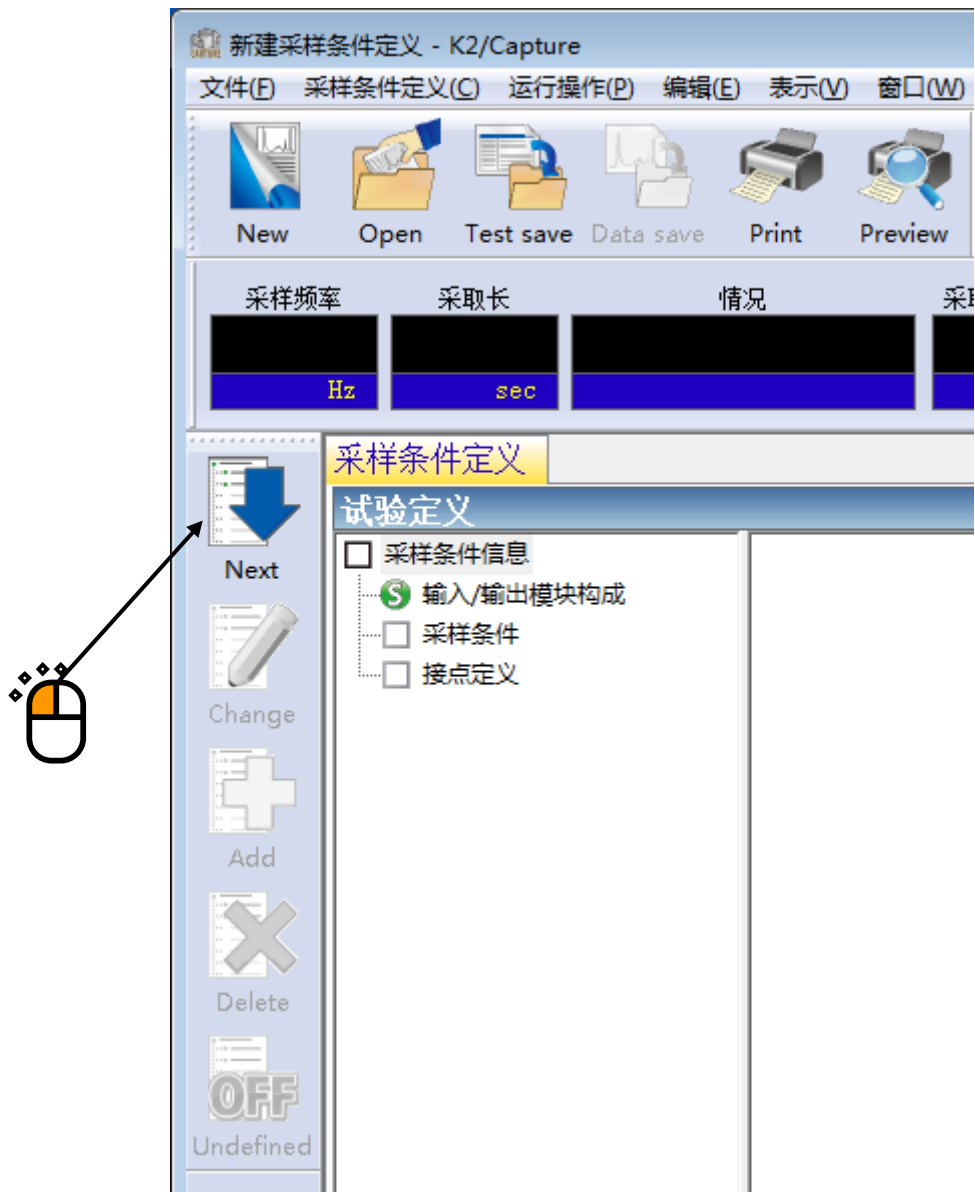 新建采样条件定义 - K2/Capture
文件(F) 采样条件定义(C) 运行操作(P) 编辑(E) 表示(V) 窗口(W)
New Open Test save Data save Print Preview
采样频率 采取长 情况
Hz sec
采样条件定义
试验定义
Next
采样条件信息
S 输入/输出模块构成
采样条件
接点定义
Change
Add
Delete
OFF
Undefined